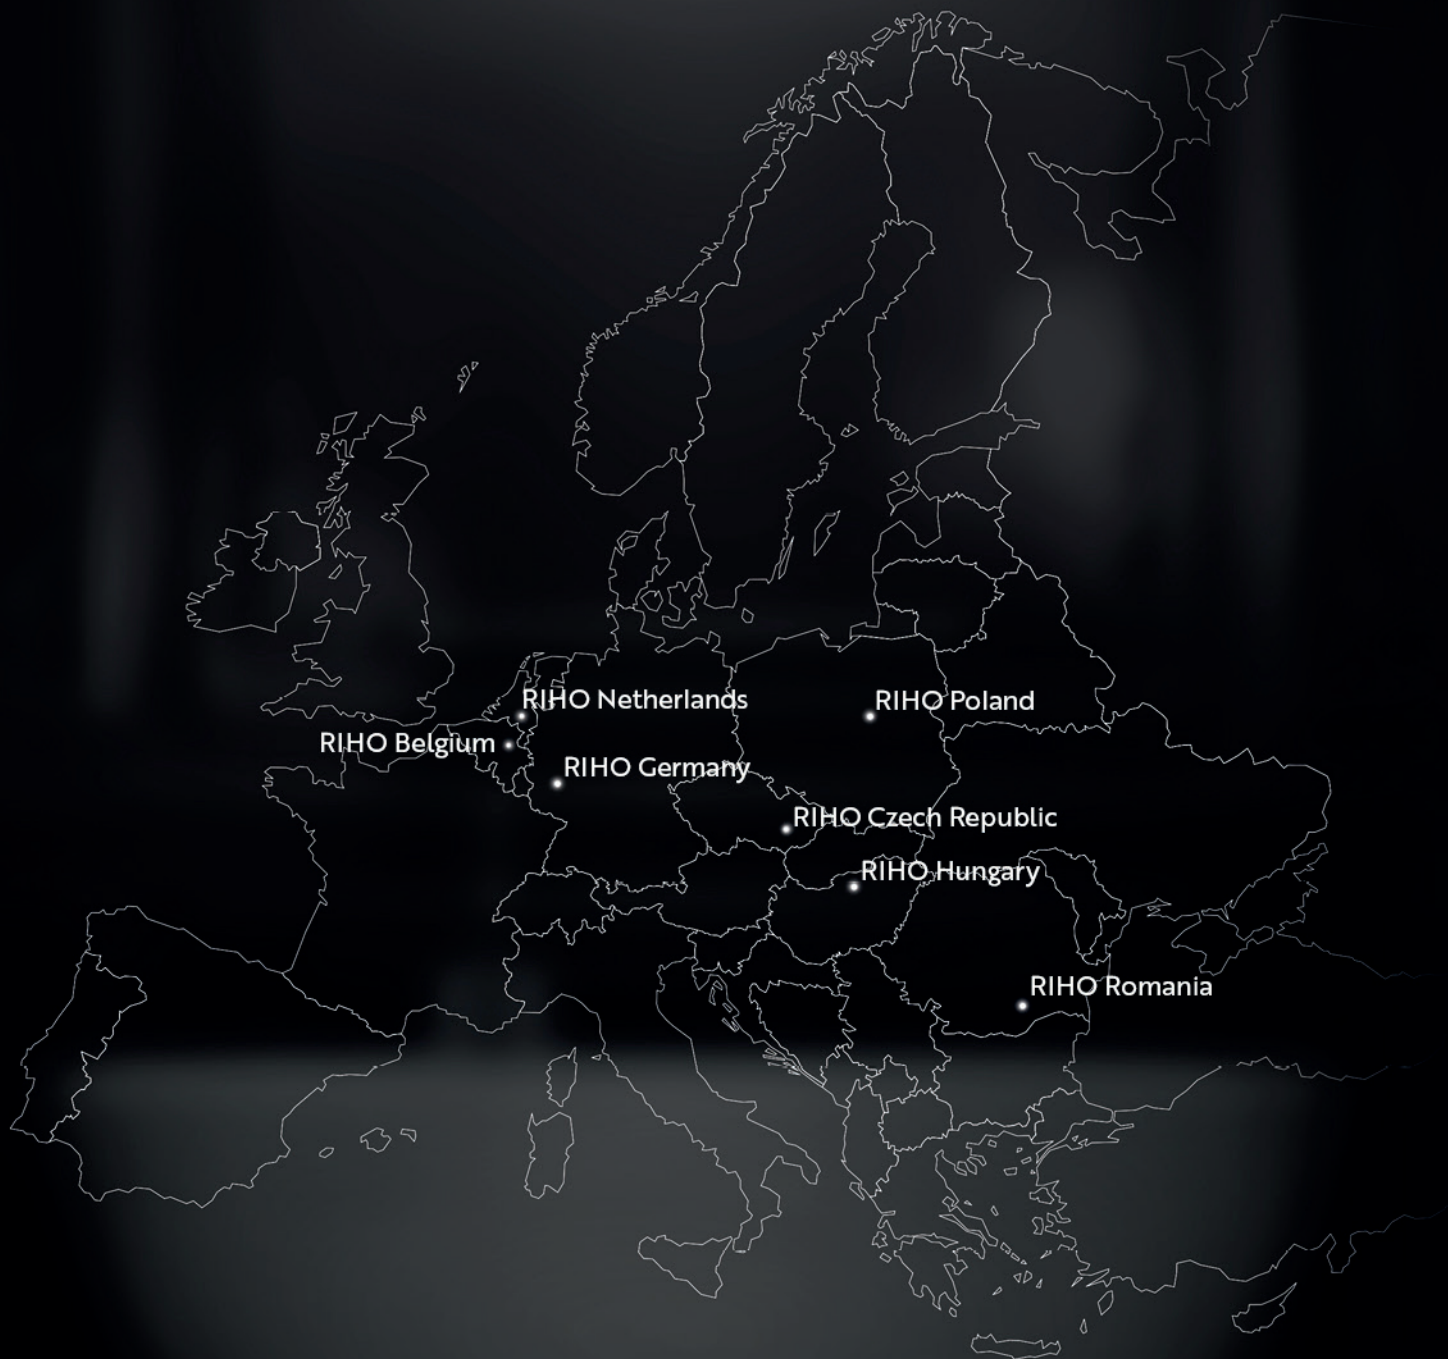 RIHO Netherlands
RIHO Poland
RIHO Belgium
RIHO Germany
RIHO Czech Republic
RIHO Hungary
RIHO Romania